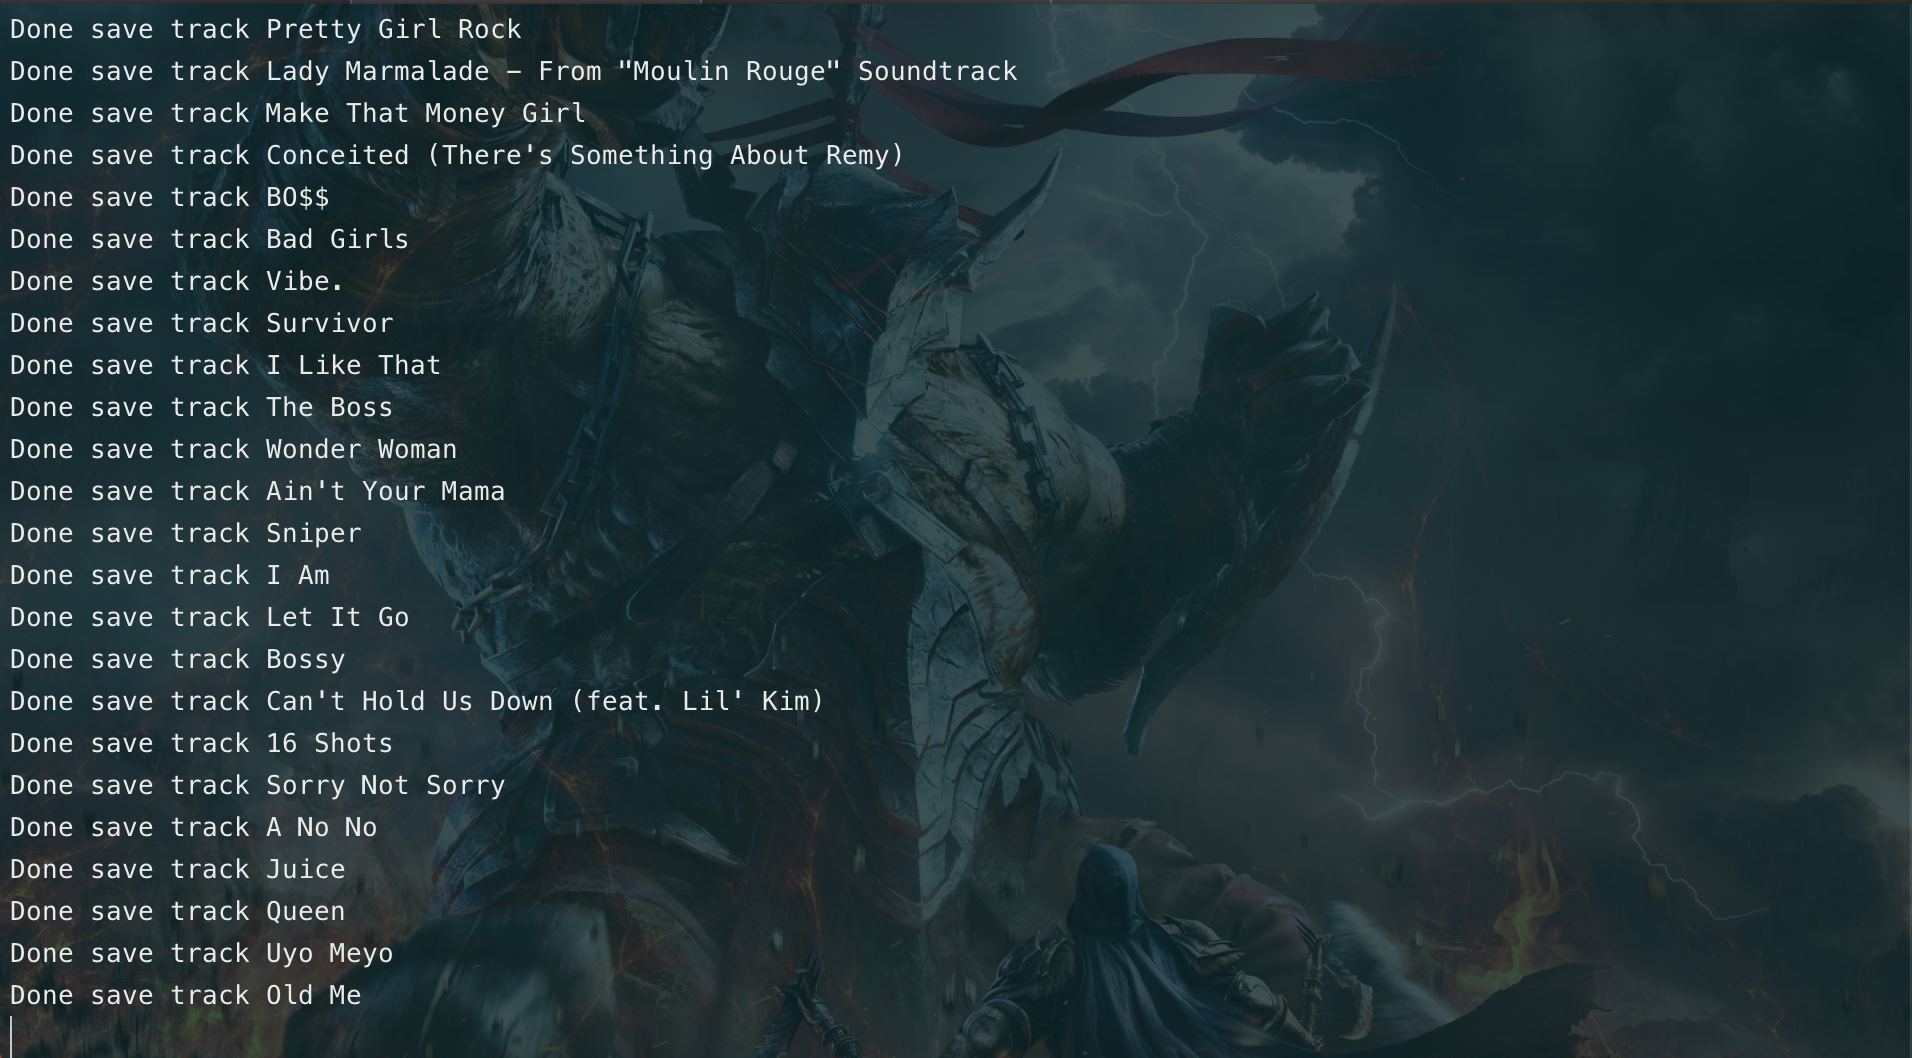 Done save track Pretty Girl Rock
Done save track Lady Marmalade – From "Moulin Rouge" Soundtrack
Done save track Make That Money Girl
Done save track Conceited (There's Something About Remy)
Done save track BO$$
Done save track Bad Girls
Done save track Vibe.
Done save track Survivor
Done save track I Like That
Done save track The Boss
Done save track Wonder Woman
Done save track Ain't Your Mama
Done save track Sniper
Done save track I Am
Done save track Let It Go
Done save track Bossy
Done save track Can't Hold Us Down (feat. Lil' Kim)
Done save track 16 Shots
Done save track Sorry Not Sorry
Done save track A No No
Done save track Juice
Done save track Queen
Done save track Uyo Meyo
Done save track Old Me